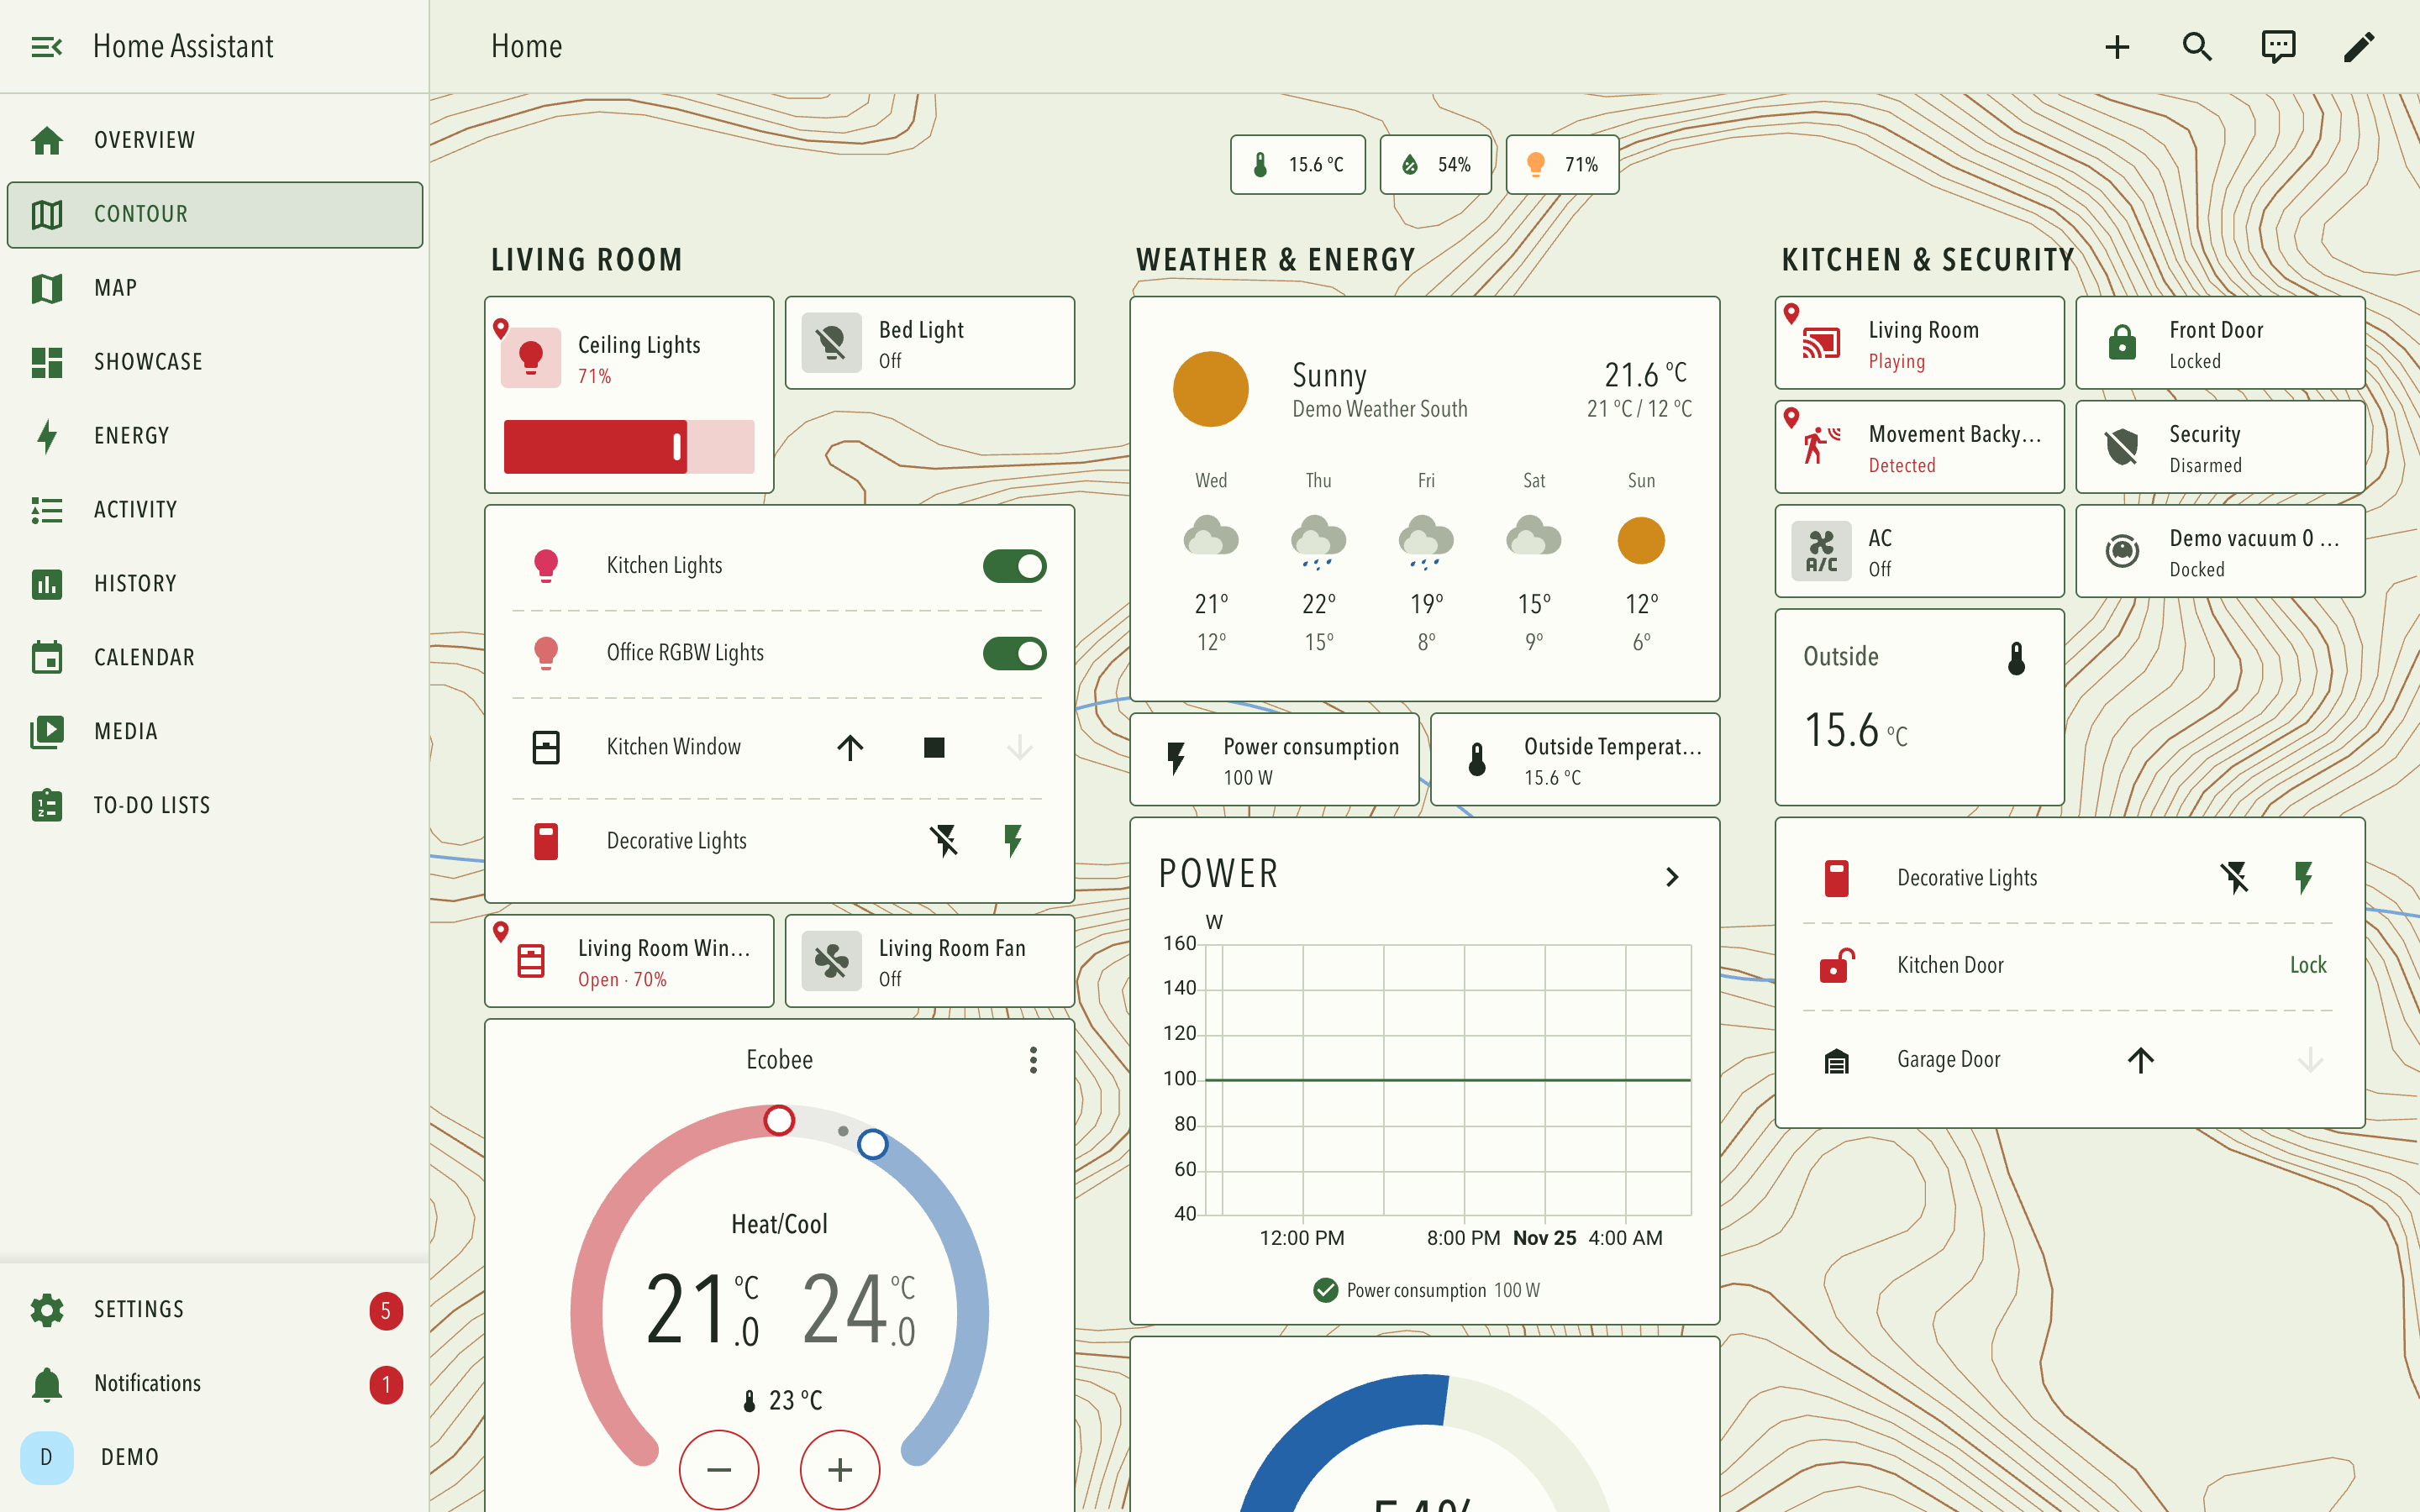 Home Assistant
Home
OVERVIEW
CONTOUR
MAP
SHOWCASE
ENERGY
ACTIVITY
HISTORY
CALENDAR
MEDIA
TO-DO LISTS
SETTINGS
5
Notifications
1
D
DEMO
15.6 °C
54%
71%
LIVING ROOM
Ceiling Lights
71%
Bed Light
Off
Kitchen Lights
Office RGBW Lights
Kitchen Window
Decorative Lights
Living Room Win...
Open · 70%
Living Room Fan
Off
Ecobee
Heat/Cool
21.0 °C
24.0 °C
23 °C
WEATHER & ENERGY
Sunny
21.6 °C
Demo Weather South
21 °C / 12 °C
Wed Thu Fri Sat Sun
21° 22° 19° 15° 12°
12° 15° 8° 9° 6°
Power consumption
100 W
Outside Temperat...
15.6 °C
POWER
W
160
140
120
100
80
60
40
12:00 PM 8:00 PM Nov 25 4:00 AM
Power consumption 100 W
KITCHEN & SECURITY
Living Room
Playing
Front Door
Locked
Movement Backy...
Detected
Security
Disarmed
A/C
AC
Off
Demo vacuum 0 ...
Docked
Outside
15.6 °C
Decorative Lights
Kitchen Door
Lock
Garage Door